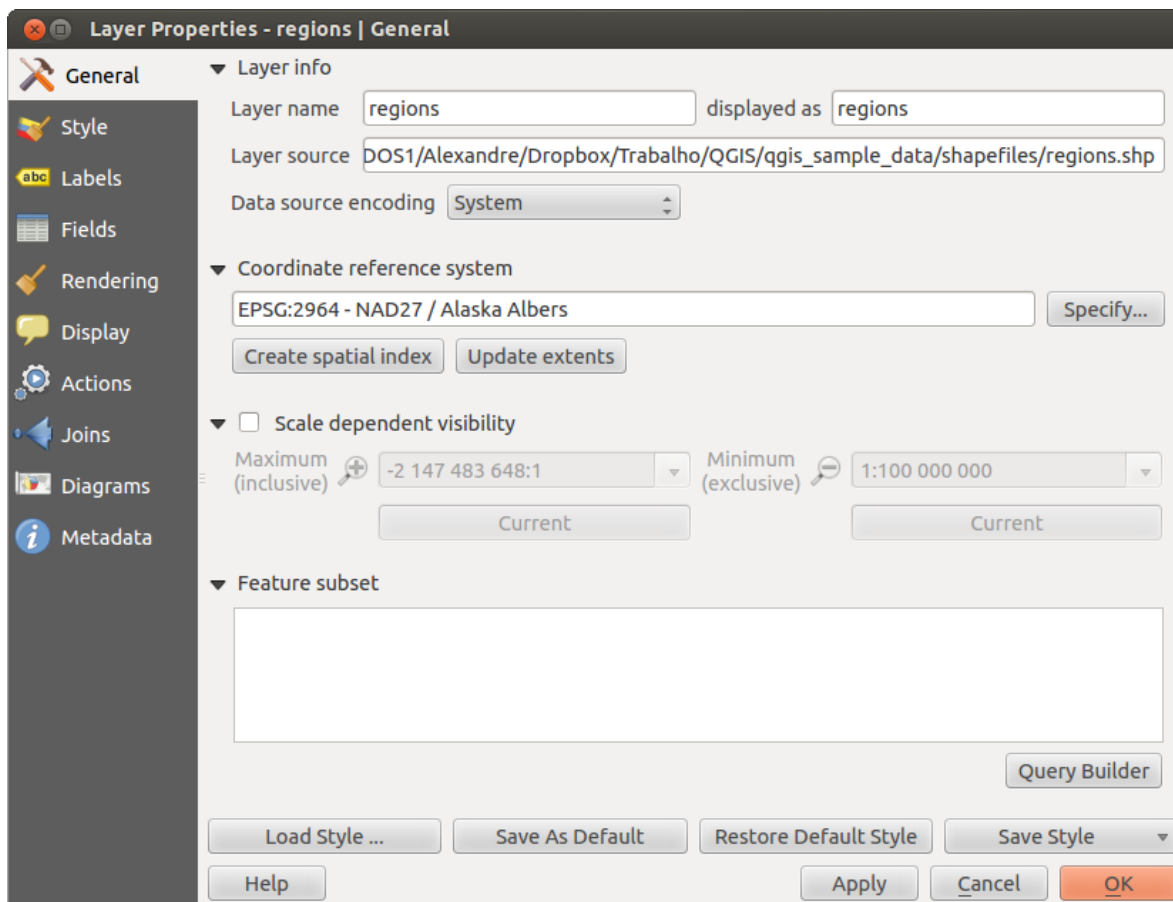 Layer Properties - regions | General
General
Style
Labels
Fields
Rendering
Display
Actions
Joins
Diagrams
Metadata
Layer info
Layer name regions displayed as regions
Layer source DOS1/Alexandre/Dropbox/Trabalho/QGIS/qgis_sample_data/shapefiles/regions.shp
Data source encoding System
Coordinate reference system
EPSG:2964 - NAD27 / Alaska Albers Specify...
Create spatial index Update extents
Scale dependent visibility
Maximum (inclusive) -2 147 483 648:1 Minimum (exclusive) 1:100 000 000
Current Current
Feature subset
Query Builder
Load Style ... Save As Default Restore Default Style Save Style
Help Apply Cancel OK
abc